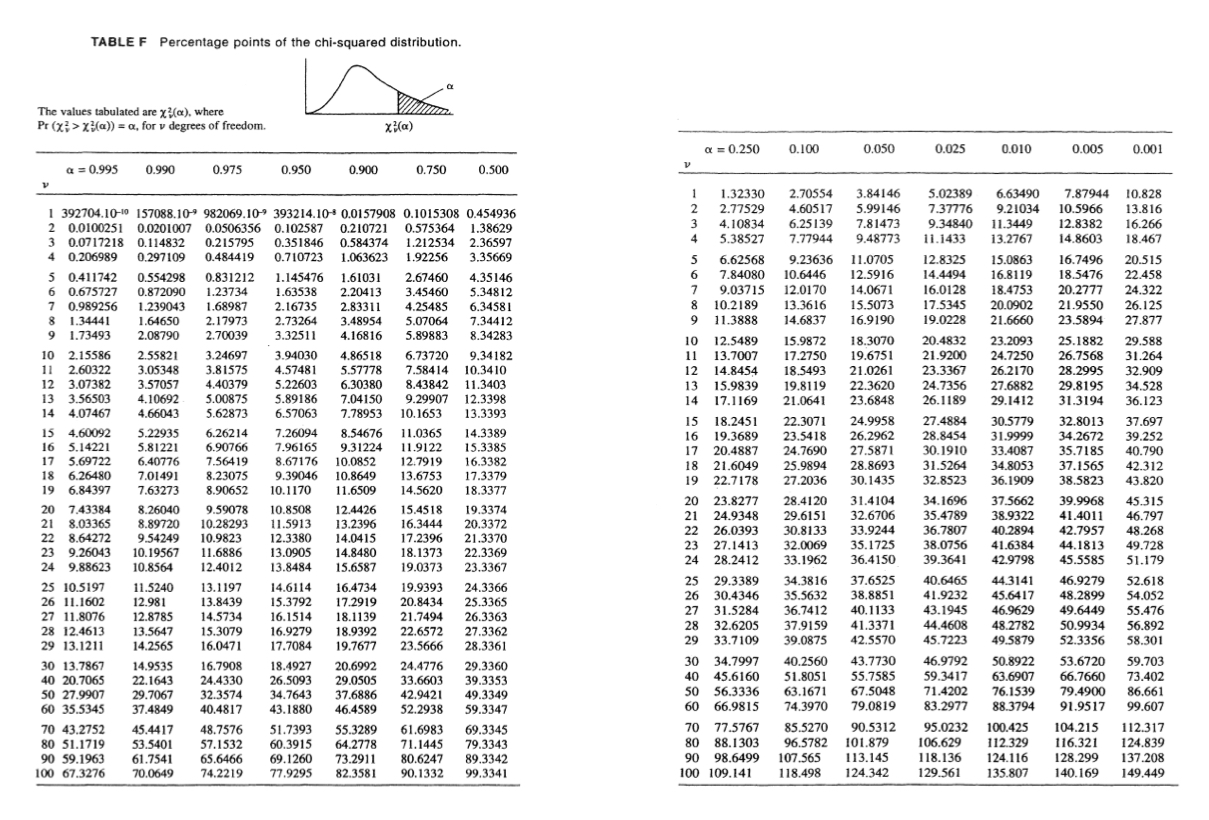 TABLE F Percentage points of the chi-squared distribution.
α
The values tabulated are χ²ᵥ(α), where
Pr (χ²ᵥ > χ²ᵥ(α)) = α, for ν degrees of freedom.
χ²ᵥ(α)
α = 0.995 0.990 0.975 0.950 0.900 0.750 0.500
ν
1 392704.10⁻¹⁰ 157088.10⁻⁹ 982069.10⁻⁹ 393214.10⁻⁸ 0.0157908 0.1015308 0.454936
2 0.0100251 0.0201007 0.0506356 0.102587 0.210721 0.575364 1.38629
3 0.0717218 0.114832 0.215795 0.351846 0.584374 1.212534 2.36597
4 0.206989 0.297109 0.484419 0.710723 1.063623 1.92256 3.35669
5 0.411742 0.554298 0.831212 1.145476 1.61031 2.67460 4.35146
6 0.675727 0.872090 1.23734 1.63538 2.20413 3.45460 5.34812
7 0.989256 1.239043 1.68987 2.16735 2.83311 4.25485 6.34581
8 1.34441 1.64650 2.17973 2.73264 3.48954 5.07064 7.34412
9 1.73493 2.08790 2.70039 3.32511 4.16816 5.89883 8.34283
10 2.15586 2.55821 3.24697 3.94030 4.86518 6.73720 9.34182
11 2.60322 3.05348 3.81575 4.57481 5.57778 7.58414 10.3410
12 3.07382 3.57057 4.40379 5.22603 6.30380 8.43842 11.3403
13 3.56503 4.10692 5.00875 5.89186 7.04150 9.29907 12.3398
14 4.07467 4.66043 5.62873 6.57063 7.78953 10.1653 13.3393
15 4.60092 5.22935 6.26214 7.26094 8.54676 11.0365 14.3389
16 5.14221 5.81221 6.90766 7.96165 9.31224 11.9122 15.3385
17 5.69722 6.40776 7.56419 8.67176 10.0852 12.7919 16.3382
18 6.26480 7.01491 8.23075 9.39046 10.8649 13.6753 17.3379
19 6.84397 7.63273 8.90652 10.1170 11.6509 14.5620 18.3377
20 7.43384 8.26040 9.59078 10.8508 12.4426 15.4518 19.3374
21 8.03365 8.89720 10.28293 11.5913 13.2396 16.3444 20.3372
22 8.64272 9.54249 10.9823 12.3380 14.0415 17.2396 21.3370
23 9.26043 10.19567 11.6886 13.0905 14.8480 18.1373 22.3369
24 9.88623 10.8564 12.4012 13.8484 15.6587 19.0373 23.3367
25 10.5197 11.5240 13.1197 14.6114 16.4734 19.9393 24.3366
26 11.1602 12.981 13.8439 15.3792 17.2919 20.8434 25.3365
27 11.8076 12.8785 14.5734 16.1514 18.1139 21.7494 26.3363
28 12.4613 13.5647 15.3079 16.9279 18.9392 22.6572 27.3362
29 13.1211 14.2565 16.0471 17.7084 19.7677 23.5666 28.3361
30 13.7867 14.9535 16.7908 18.4927 20.6992 24.4776 29.3360
40 20.7065 22.1643 24.4330 26.5093 29.0505 33.6603 39.3353
50 27.9907 29.7067 32.3574 34.7643 37.6886 42.9421 49.3349
60 35.5345 37.4849 40.4817 43.1880 46.4589 52.2938 59.3347
70 43.2752 45.4417 48.7576 51.7393 55.3289 61.6983 69.3345
80 51.1719 53.5401 57.1532 60.3915 64.2778 71.1445 79.3343
90 59.1963 61.7541 65.6466 69.1260 73.2911 80.6247 89.3342
100 67.3276 70.0649 74.2219 77.9295 82.3581 90.1332 99.3341
α = 0.250 0.100 0.050 0.025 0.010 0.005 0.001
ν
1 1.32330 2.70554 3.84146 5.02389 6.63490 7.87944 10.828
2 2.77529 4.60517 5.99146 7.37776 9.21034 10.5966 13.816
3 4.10834 6.25139 7.81473 9.34840 11.3449 12.8382 16.266
4 5.38527 7.77944 9.48773 11.1433 13.2767 14.8603 18.467
5 6.62568 9.23636 11.0705 12.8325 15.0863 16.7496 20.515
6 7.84080 10.6446 12.5916 14.4494 16.8119 18.5476 22.458
7 9.03715 12.0170 14.0671 16.0128 18.4753 20.2777 24.322
8 10.2189 13.3616 15.5073 17.5345 20.0902 21.9550 26.125
9 11.3888 14.6837 16.9190 19.0228 21.6660 23.5894 27.877
10 12.5489 15.9872 18.3070 20.4832 23.2093 25.1882 29.588
11 13.7007 17.2750 19.6751 21.9200 24.7250 26.7568 31.264
12 14.8454 18.5493 21.0261 23.3367 26.2170 28.2995 32.909
13 15.9839 19.8119 22.3620 24.7356 27.6882 29.8195 34.528
14 17.1169 21.0641 23.6848 26.1189 29.1412 31.3194 36.123
15 18.2451 22.3071 24.9958 27.4884 30.5779 32.8013 37.697
16 19.3689 23.5418 26.2962 28.8454 31.9999 34.2672 39.252
17 20.4887 24.7690 27.5871 30.1910 33.4087 35.7185 40.790
18 21.6049 25.9894 28.8693 31.5264 34.8053 37.1565 42.312
19 22.7178 27.2036 30.1435 32.8523 36.1909 38.5823 43.820
20 23.8277 28.4120 31.4104 34.1696 37.5662 39.9968 45.315
21 24.9348 29.6151 32.6706 35.4789 38.9322 41.4011 46.797
22 26.0393 30.8133 33.9244 36.7807 40.2894 42.7957 48.268
23 27.1413 32.0069 35.1725 38.0756 41.6384 44.1813 49.728
24 28.2412 33.1962 36.4150 39.3641 42.9798 45.5585 51.179
25 29.3389 34.3816 37.6525 40.6465 44.3141 46.9279 52.618
26 30.4346 35.5632 38.8851 41.9232 45.6417 48.2899 54.052
27 31.5284 36.7412 40.1133 43.1945 46.9629 49.6449 55.476
28 32.6205 37.9159 41.3371 44.4608 48.2782 50.9934 56.892
29 33.7109 39.0875 42.5570 45.7223 49.5879 52.3356 58.301
30 34.7997 40.2560 43.7730 46.9792 50.8922 53.6720 59.703
40 45.6160 51.8051 55.7585 59.3417 63.6907 66.7660 73.402
50 56.3336 63.1671 67.5048 71.4202 76.1539 79.4900 86.661
60 66.9815 74.3970 79.0819 83.2977 88.3794 91.9517 99.607
70 77.5767 85.5270 90.5312 95.0232 100.425 104.215 112.317
80 88.1303 96.5782 101.879 106.629 112.329 116.321 124.839
90 98.6499 107.565 113.145 118.136 124.116 128.299 137.208
100 109.141 118.498 124.342 129.561 135.807 140.169 149.449